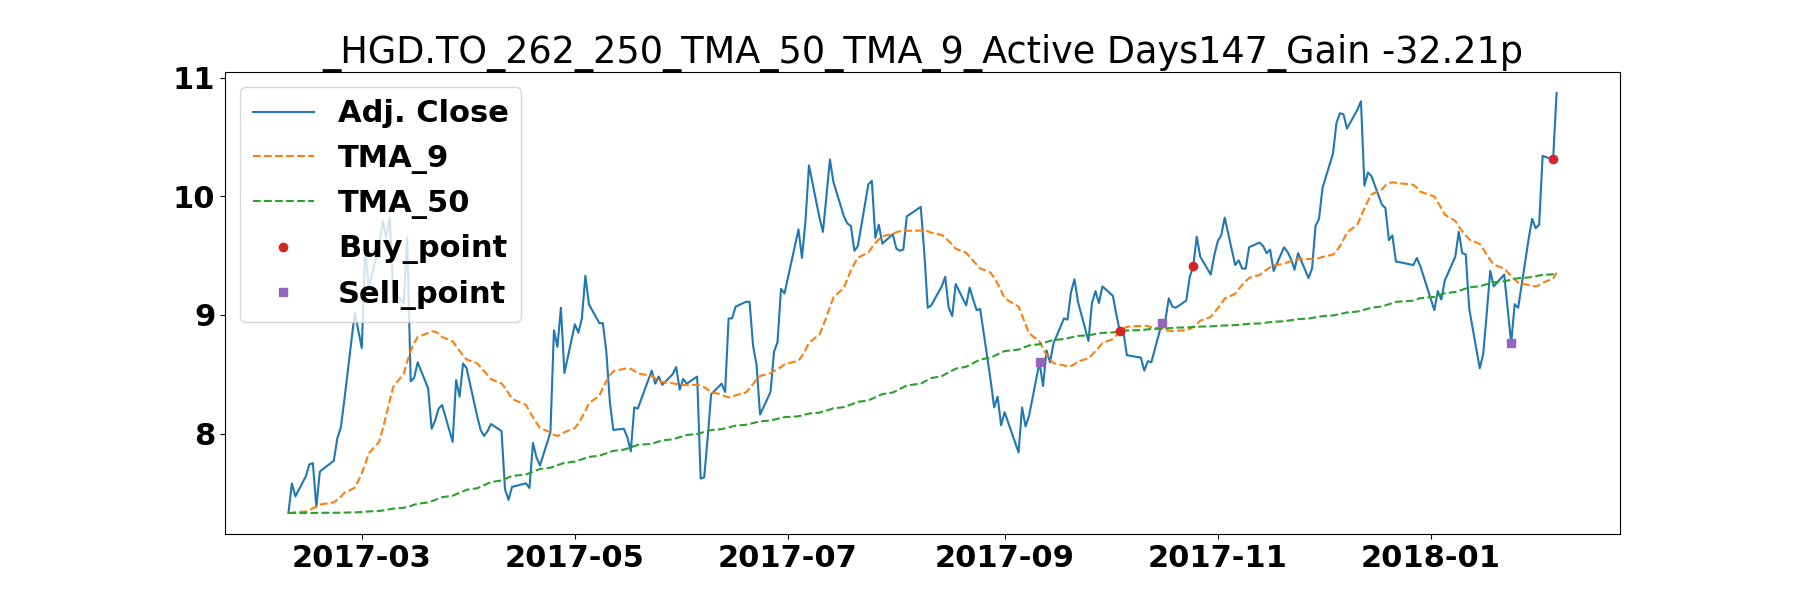 _HGD.TO_262_250_TMA_50_TMA_9_Active Days147_Gain -32.21p
11
10
9
8
Adj. Close
TMA_9
TMA_50
Buy_point
Sell_point
2017-03 2017-05 2017-07 2017-09 2017-11 2018-01